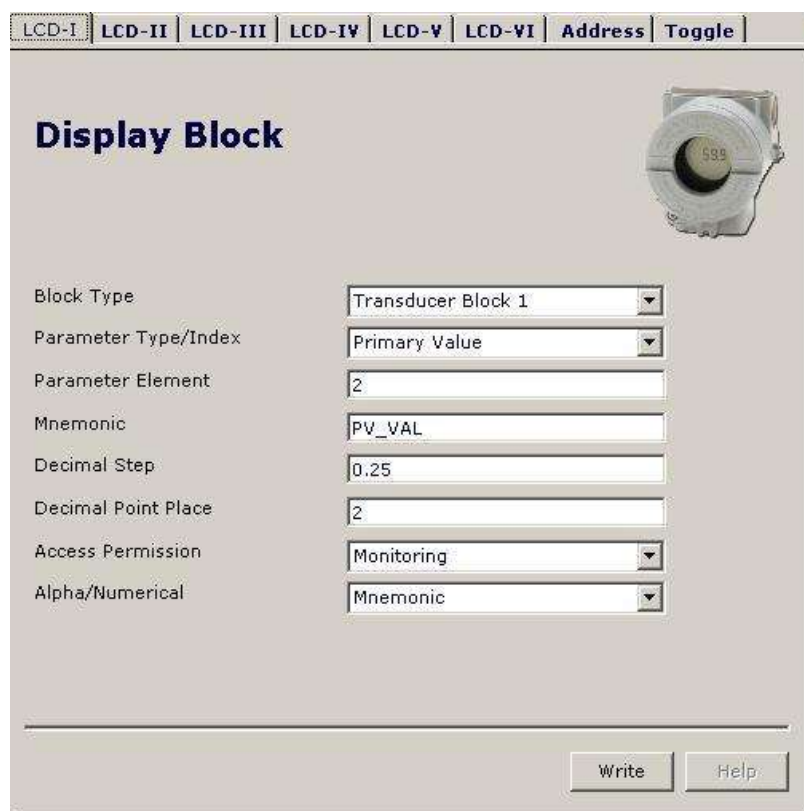 LCD-I LCD-II LCD-III LCD-IV LCD-V LCD-VI Address Toggle
Display Block
Block Type Transducer Block 1
Parameter Type/Index Primary Value
Parameter Element 2
Mnemonic PV_VAL
Decimal Step 0.25
Decimal Point Place 2
Access Permission Monitoring
Alpha/Numerical Mnemonic
Write Help